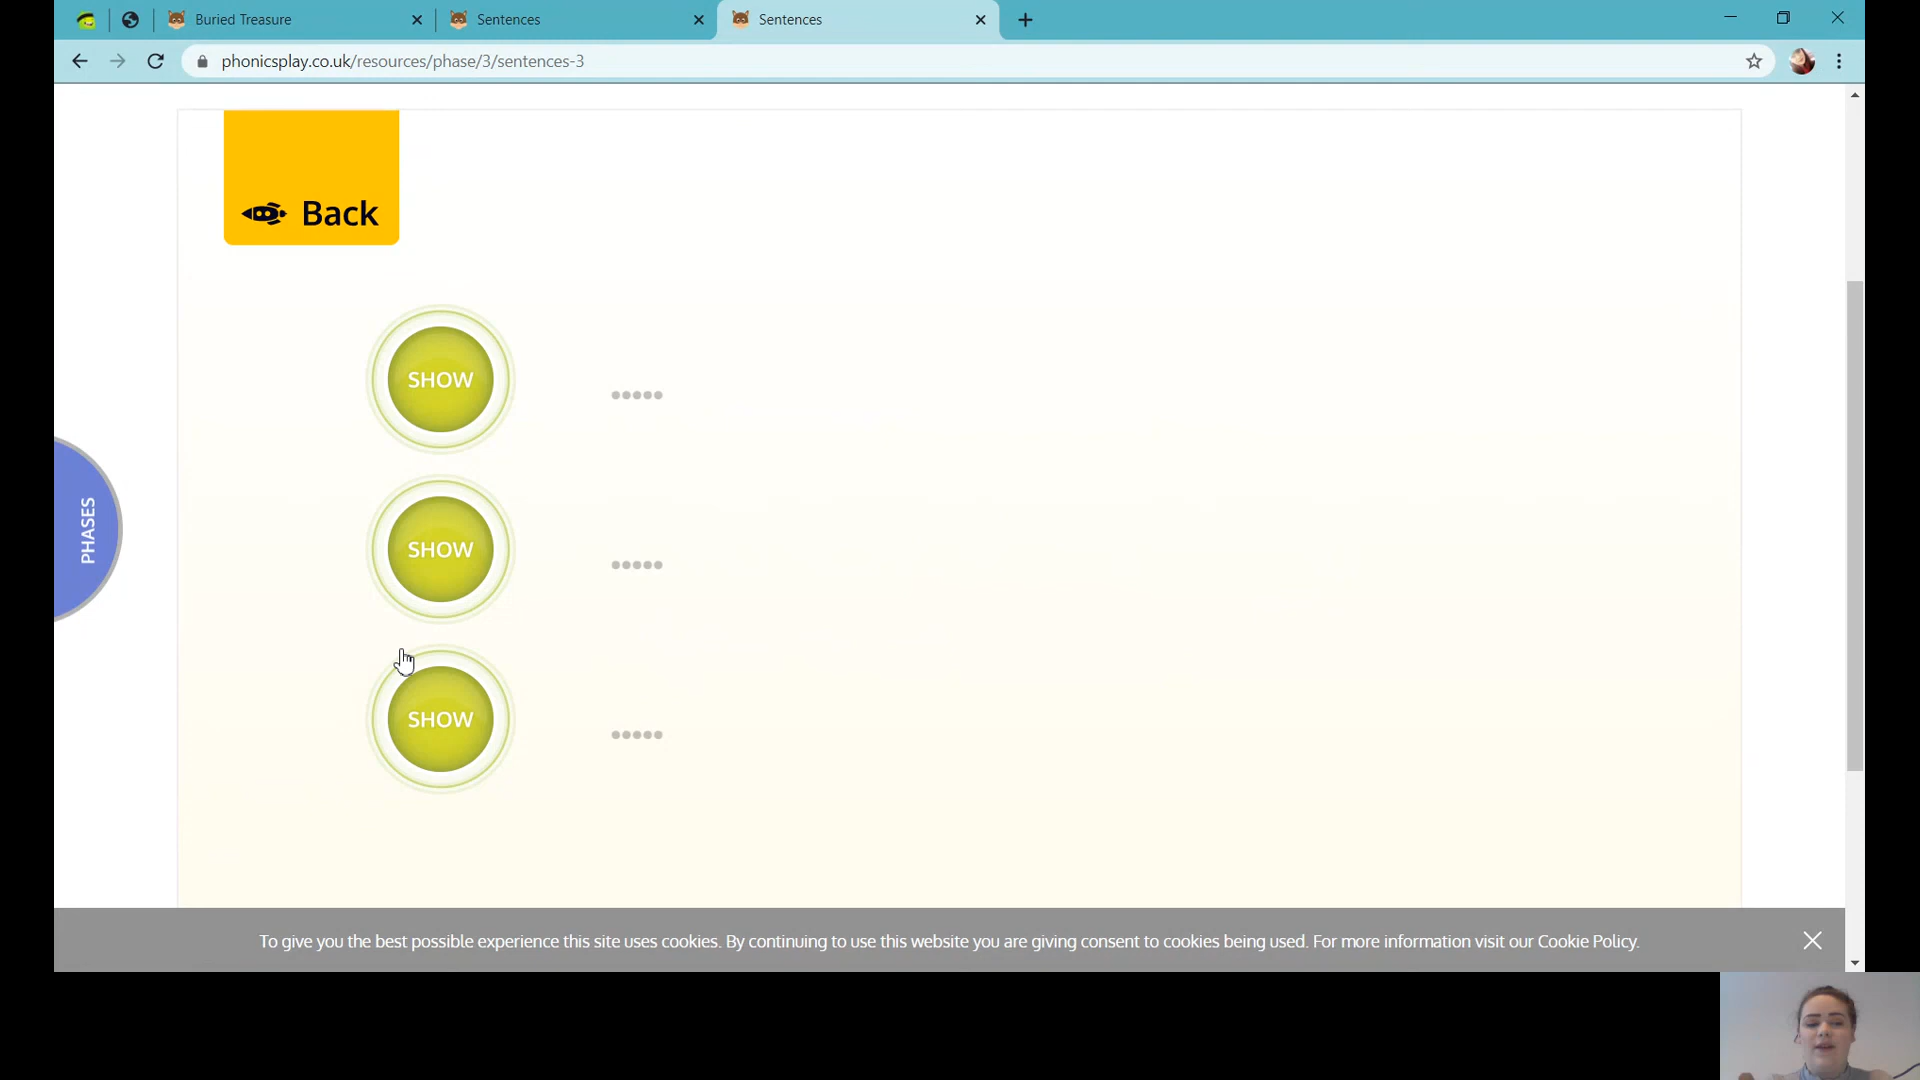 Buried Treasure
Sentences
Sentences
phonicsplay.co.uk/resources/phase/3/sentences-3
Back
SHOW
SHOW
PHASES
SHOW
To give you the best possible experience this site uses cookies. By continuing to use this website you are giving consent to cookies being used. For more information visit our Cookie Policy.